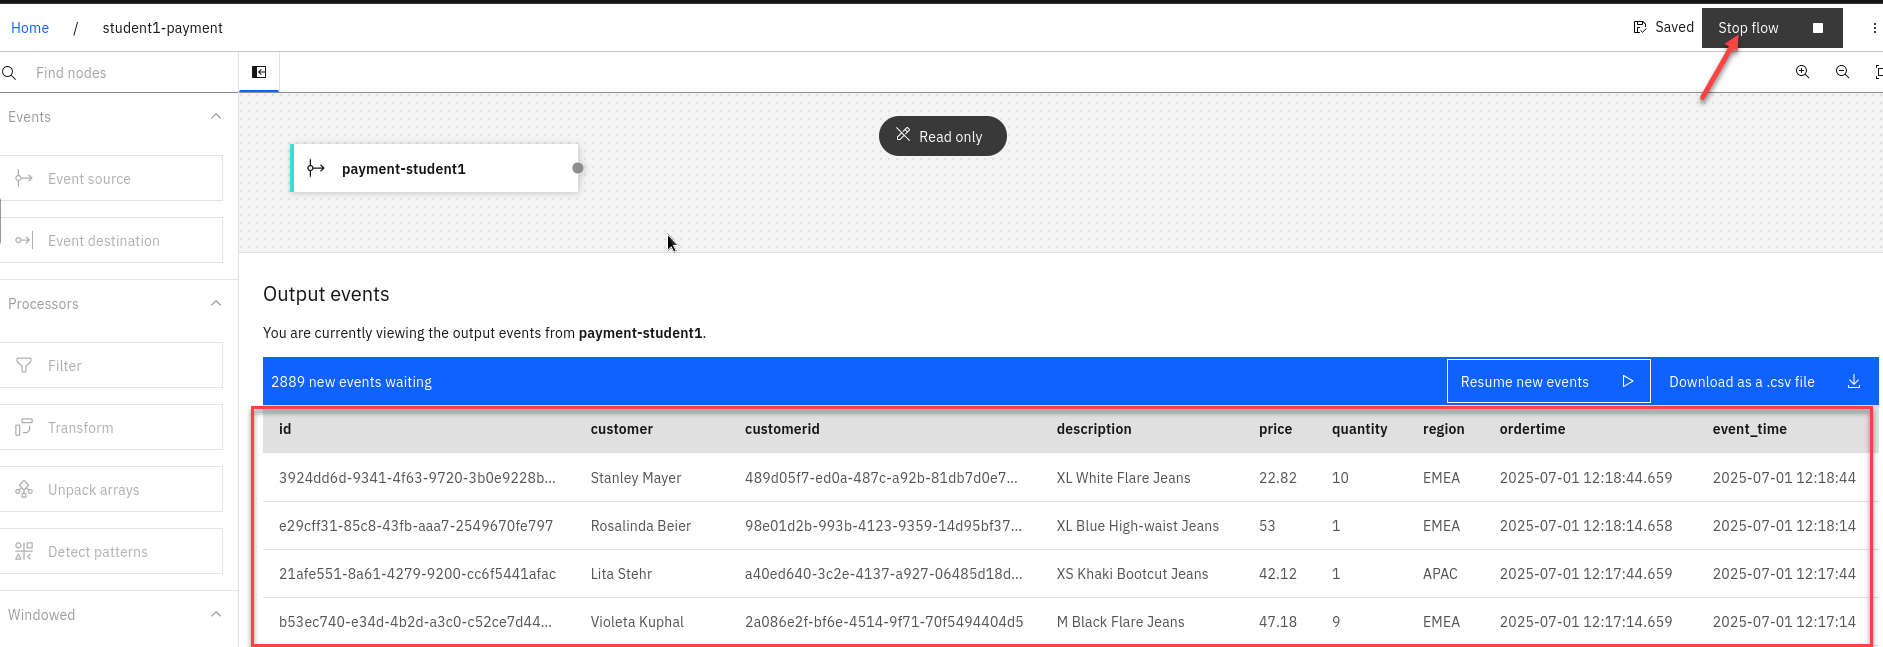 Home / student1-payment Saved Stop flow
Find nodes
Events
Event source
Event destination
Processors
Filter
Transform
Unpack arrays
Detect patterns
Windowed
Read only
payment-student1
Output events
You are currently viewing the output events from payment-student1.
2889 new events waiting Resume new events Download as a .csv file
id customer customerid description price quantity region ordertime event_time
3924dd6d-9341-4f63-9720-3b0e9228b... Stanley Mayer 489d05f7-ed0a-487c-a92b-81db7d0e7... XL White Flare Jeans 22.82 10 EMEA 2025-07-01 12:18:44.659 2025-07-01 12:18:44
e29cff31-85c8-43fb-aaa7-2549670fe797 Rosalinda Beier 98e01d2b-993b-4123-9359-14d95bf37... XL Blue High-waist Jeans 53 1 EMEA 2025-07-01 12:18:14.658 2025-07-01 12:18:14
21afe551-8a61-4279-9200-cc6f5441afac Lita Stehr a40ed640-3c2e-4137-a927-06485d18d... XS Khaki Bootcut Jeans 42.12 1 APAC 2025-07-01 12:17:44.659 2025-07-01 12:17:44
b53ec740-e34d-4b2d-a3c0-c52ce7d44... Violeta Kuphal 2a086e2f-bf6e-4514-9f71-70f5494404d5 M Black Flare Jeans 47.18 9 EMEA 2025-07-01 12:17:14.659 2025-07-01 12:17:14